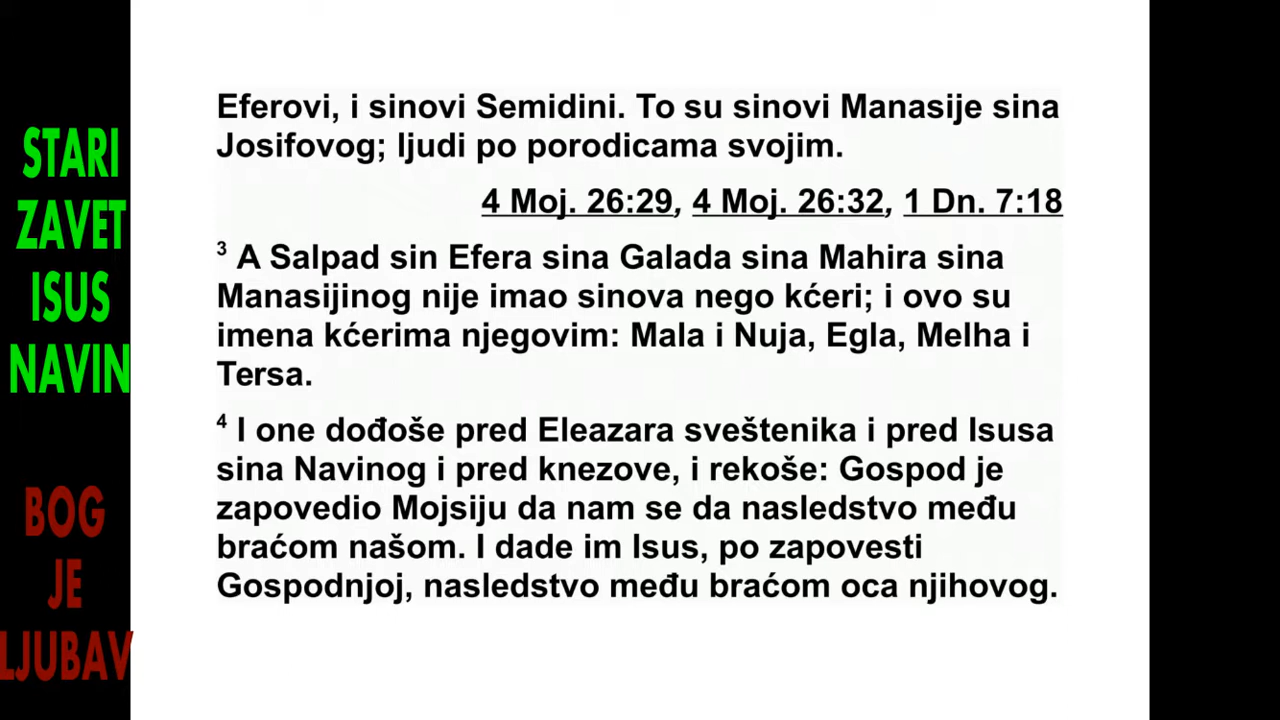 STARI
ZAVET
ISUS
NAVIN
BOG
JE
LJUBAV
Eferovi, i sinovi Semidini. To su sinovi Manasije sina
Josifovog; ljudi po porodicama svojim.
4 Moj. 26:29, 4 Moj. 26:32, 1 Dn. 7:18
3 A Salpad sin Efera sina Galada sina Mahira sina
Manasijinog nije imao sinova nego kćeri; i ovo su
imena kćerima njegovim: Mala i Nuja, Egla, Melha i
Tersa.
4 I one dođoše pred Eleazara sveštenika i pred Isusa
sina Navinog i pred knezove, i rekoše: Gospod je
zapovedio Mojsiju da nam se da nasledstvo među
braćom našom. I dade im Isus, po zapovesti
Gospodnjoj, nasledstvo među braćom oca njihovog.